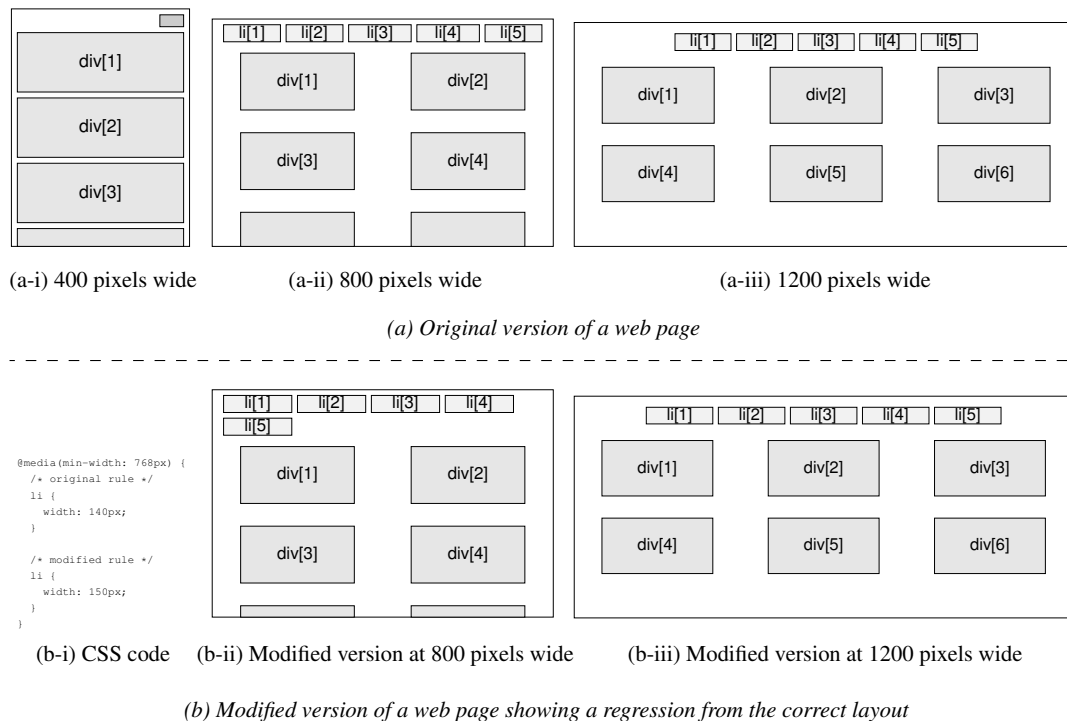 div[1]
div[2]
div[3]
li[1] li[2] li[3] li[4] li[5]
div[1] div[2]
div[3] div[4]
li[1] li[2] li[3] li[4] li[5]
div[1] div[2] div[3]
div[4] div[5] div[6]
(a-i) 400 pixels wide
(a-ii) 800 pixels wide
(a-iii) 1200 pixels wide
(a) Original version of a web page
@media(min-width: 768px) {
/* original rule */
li {
width: 140px;
}
/* modified rule */
li {
width: 150px;
}
}
li[1] li[2] li[3] li[4]
li[5]
div[1] div[2]
div[3] div[4]
li[1] li[2] li[3] li[4] li[5]
div[1] div[2] div[3]
div[4] div[5] div[6]
(b-i) CSS code
(b-ii) Modified version at 800 pixels wide
(b-iii) Modified version at 1200 pixels wide
(b) Modified version of a web page showing a regression from the correct layout